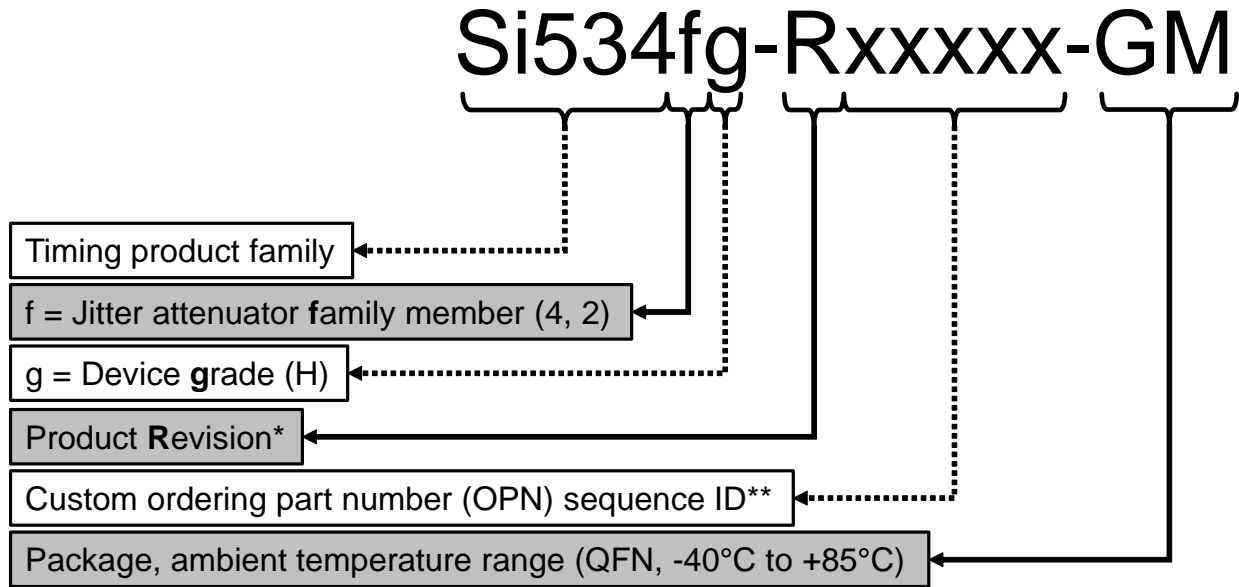 Si534fg-Rxxxxx-GM
Timing product family
f = Jitter attenuator family member (4, 2)
g = Device grade (H)
Product Revision*
Custom ordering part number (OPN) sequence ID**
Package, ambient temperature range (QFN, -40°C to +85°C)